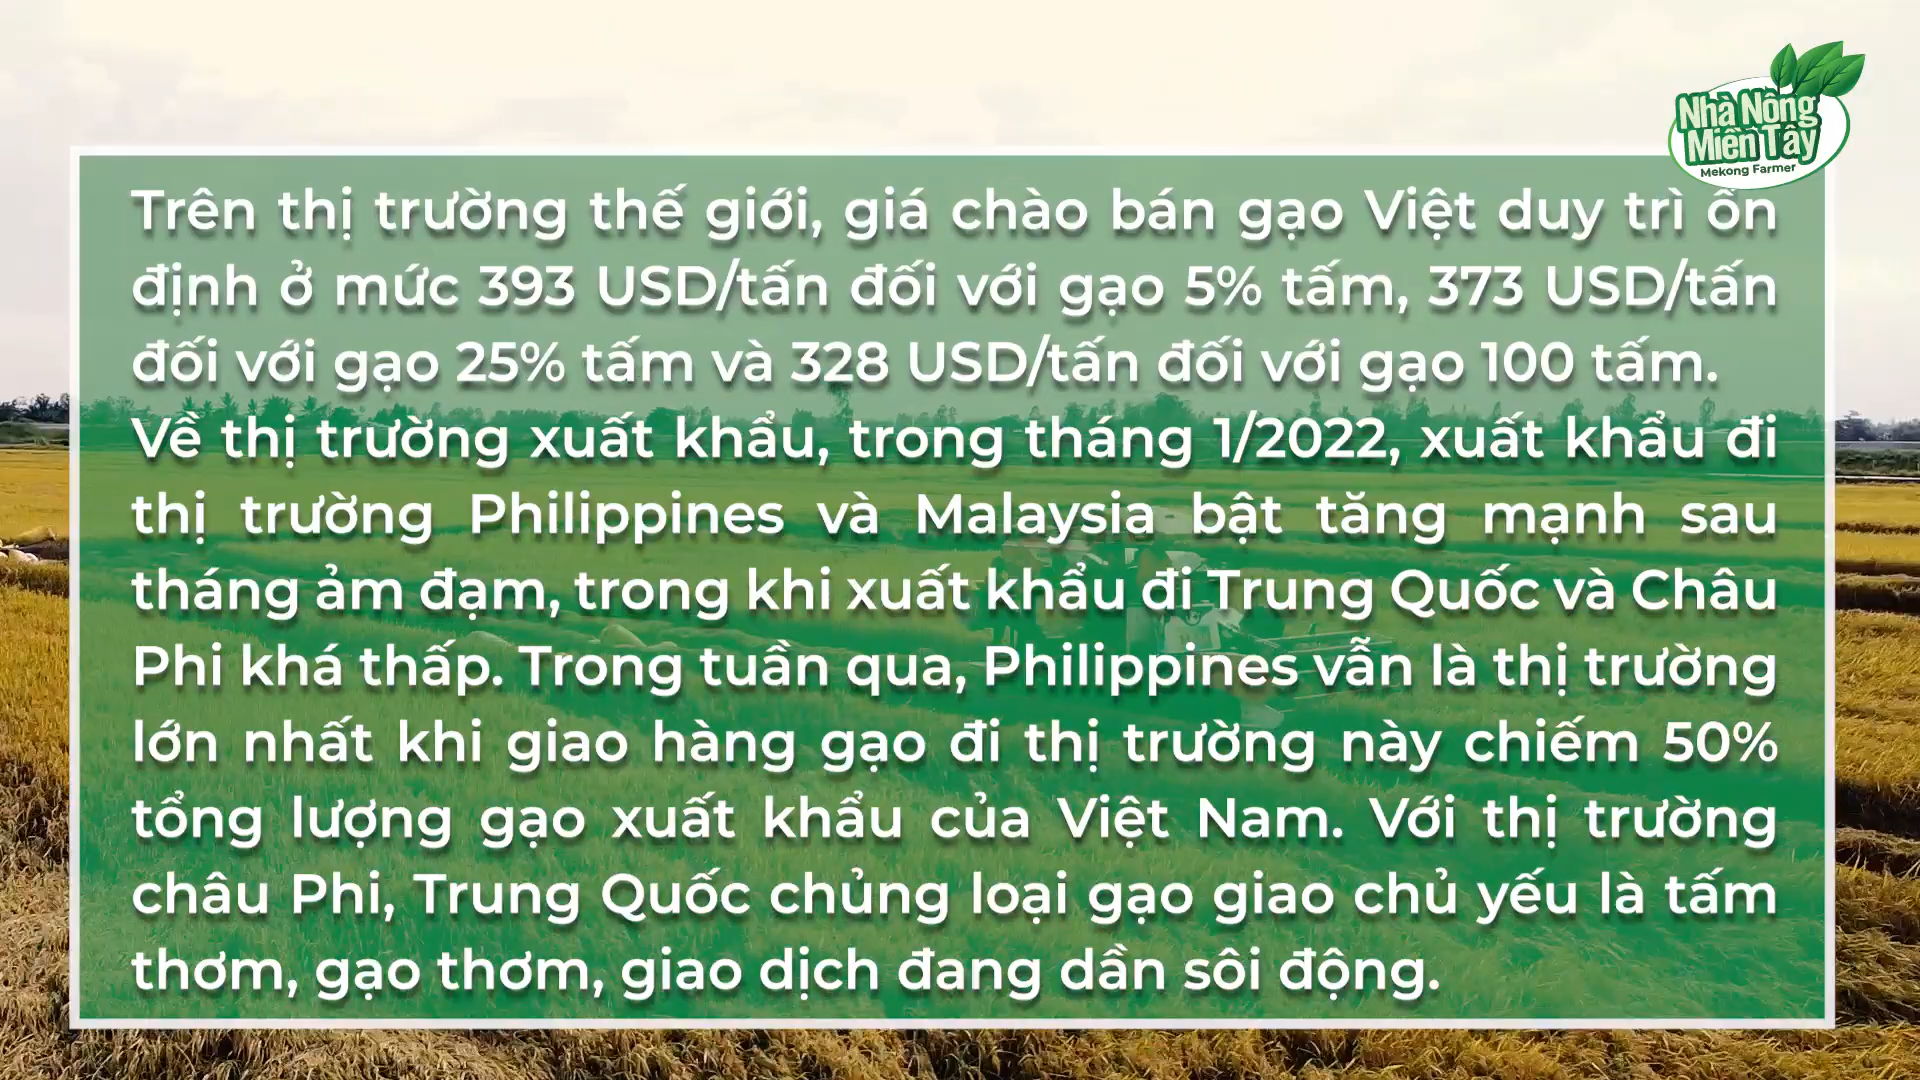 Nhà Nông
Miền Tây
Mekong Farmer
Trên thị trường thế giới, giá chào bán gạo Việt duy trì ổn
định ở mức 393 USD/tấn đối với gạo 5% tấm, 373 USD/tấn
đối với gạo 25% tấm và 328 USD/tấn đối với gạo 100 tấm.
Về thị trường xuất khẩu, trong tháng 1/2022, xuất khẩu đi
thị trường Philippines và Malaysia bật tăng mạnh sau
tháng ảm đạm, trong khi xuất khẩu đi Trung Quốc và Châu
Phi khá thấp. Trong tuần qua, Philippines vẫn là thị trường
lớn nhất khi giao hàng gạo đi thị trường này chiếm 50%
tổng lượng gạo xuất khẩu của Việt Nam. Với thị trường
châu Phi, Trung Quốc chủng loại gạo giao chủ yếu là tấm
thơm, gạo thơm, giao dịch đang dần sôi động.